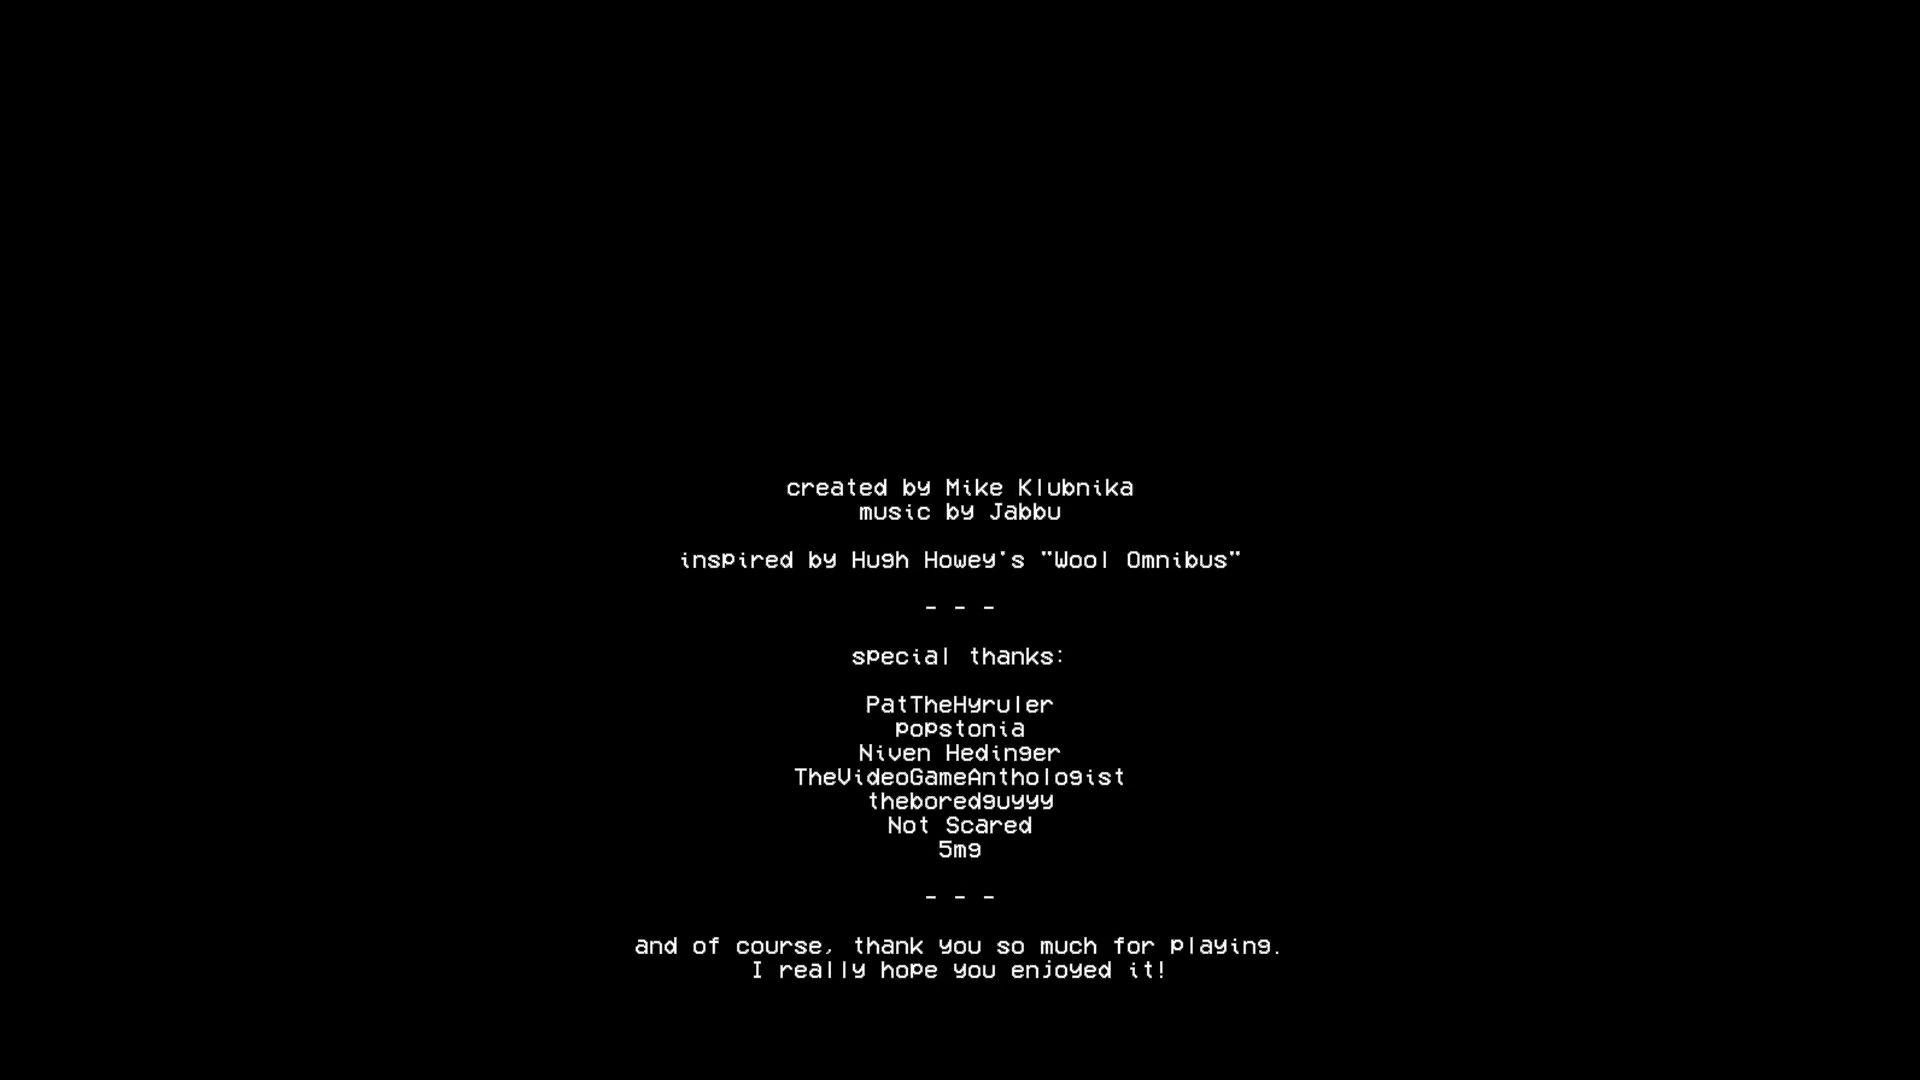 created by Mike Klubnika
music by Jabbu
inspired by Hugh Howey's "Wool Omnibus"
- - -
special thanks:
PatTheHyruler
popstonia
Niven Hedinger
TheVideoGameAnthologist
theboredguyyy
Not Scared
5mg
- - -
and of course, thank you so much for playing.
I really hope you enjoyed it!